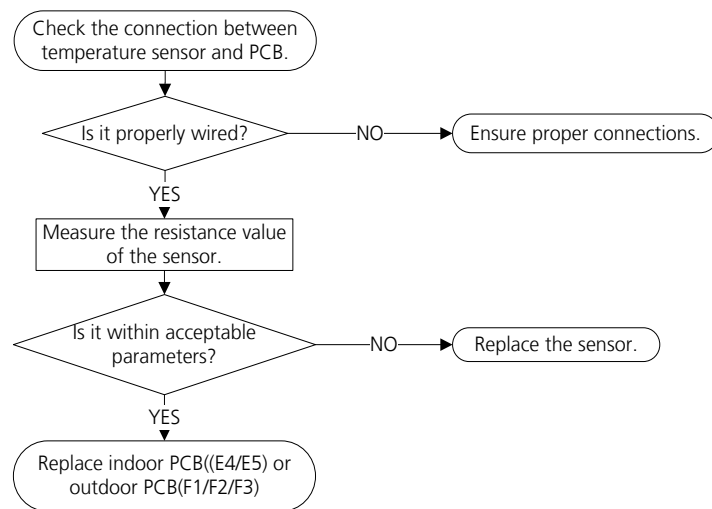 Check the connection between
temperature sensor and PCB.
Is it properly wired?
NO
Ensure proper connections.
YES
Measure the resistance value
of the sensor.
Is it within acceptable
parameters?
NO
Replace the sensor.
YES
Replace indoor PCB((E4/E5) or
outdoor PCB(F1/F2/F3)